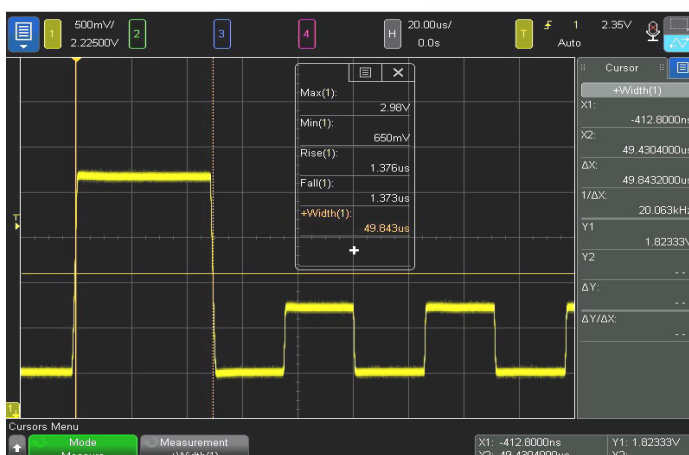 1 500mV/ 2.22500V 2 3 4 H 20.00us/ 0.0s T 1 2.35V Auto
Cursor
+Width(1)
X1:
-412.8000ns
X2:
49.4304000us
ΔX:
49.8432000us
1/ΔX:
20.063kHz
Y1
1.82333V
Y2
--
ΔY:
--
ΔY/ΔX:
--
Max(1):
2.98V
Min(1):
650mV
Rise(1):
1.376us
Fall(1):
1.373us
+Width(1):
49.843us
T
1
Cursors Menu
Mode
Measurement
X1: -412.8000ns
Y1: 1.82333V